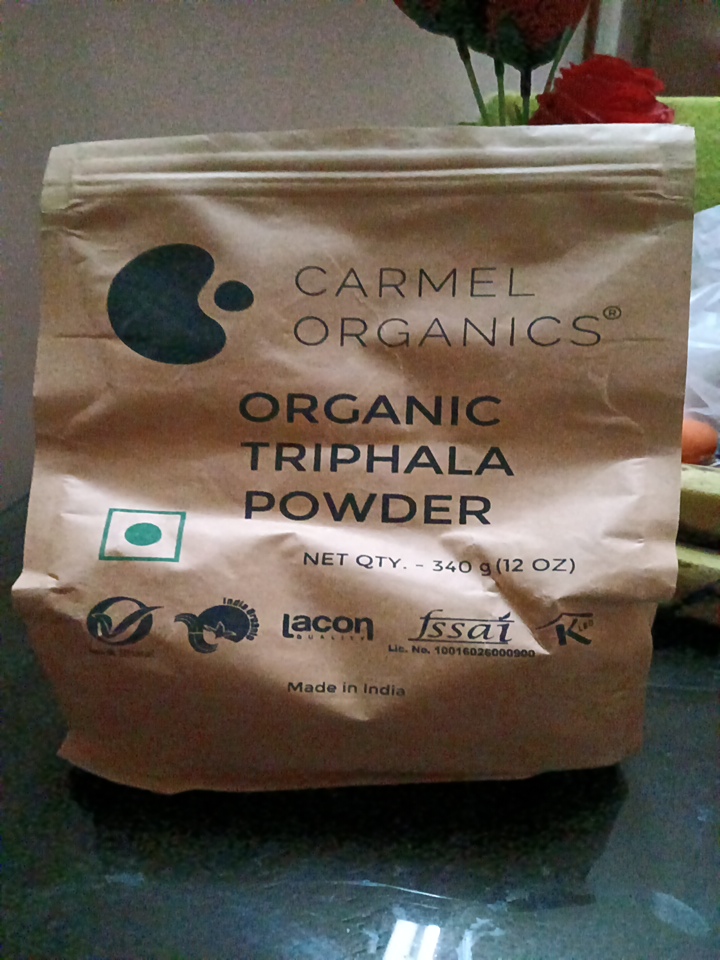 CARMEL
ORGANICS®
ORGANIC
TRIPHALA
POWDER
NET QTY. - 340 g (12 OZ)
India Organic
lacon
QUALITY
fssai
Lic. No. 10016026000900
K
Made in India